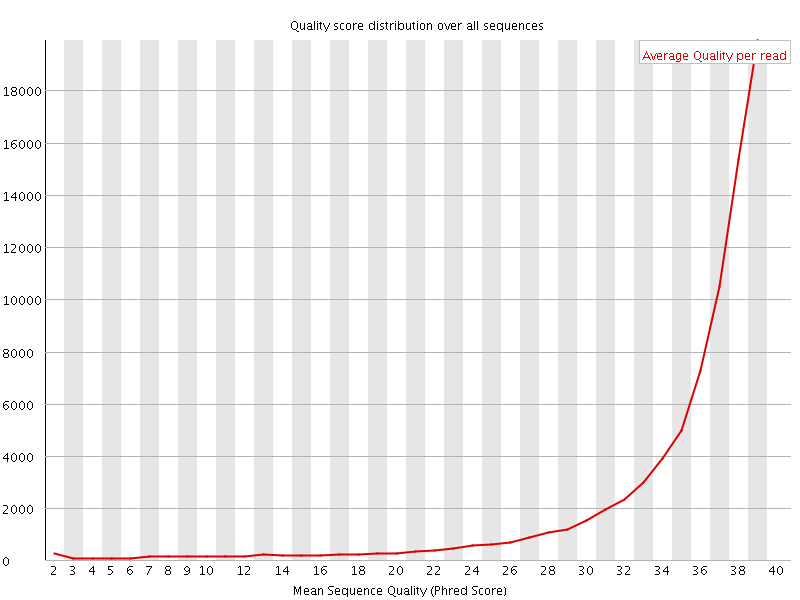 Quality score distribution over all sequences
Average Quality per read
18000
16000
14000
12000
10000
8000
6000
4000
2000
0
2 3 4 5 6 7 8 9 10 12 14 16 18 20 22 24 26 28 30 32 34 36 38 40
Mean Sequence Quality (Phred Score)